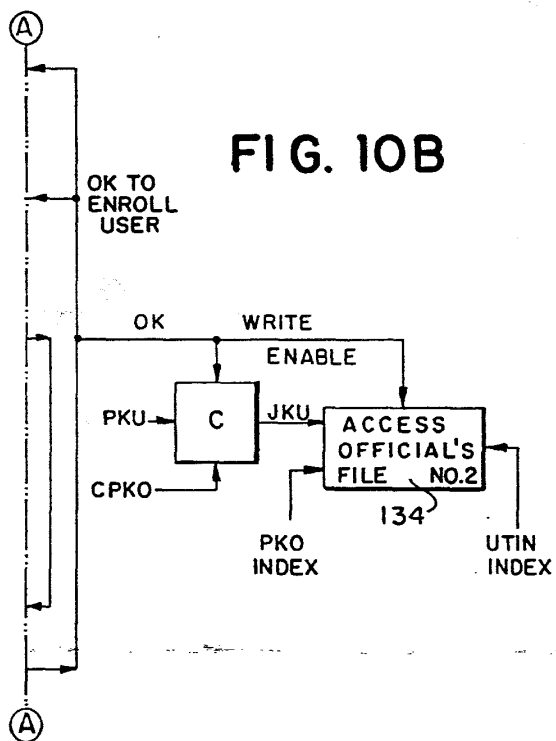 A
FIG. 10B
OK TO
ENROLL
USER
OK
WRITE
ENABLE
PKU
C
JKU
ACCESS
OFFICIAL'S
FILE NO.2
CPKO
134
PKO
INDEX
UTIN
INDEX
A